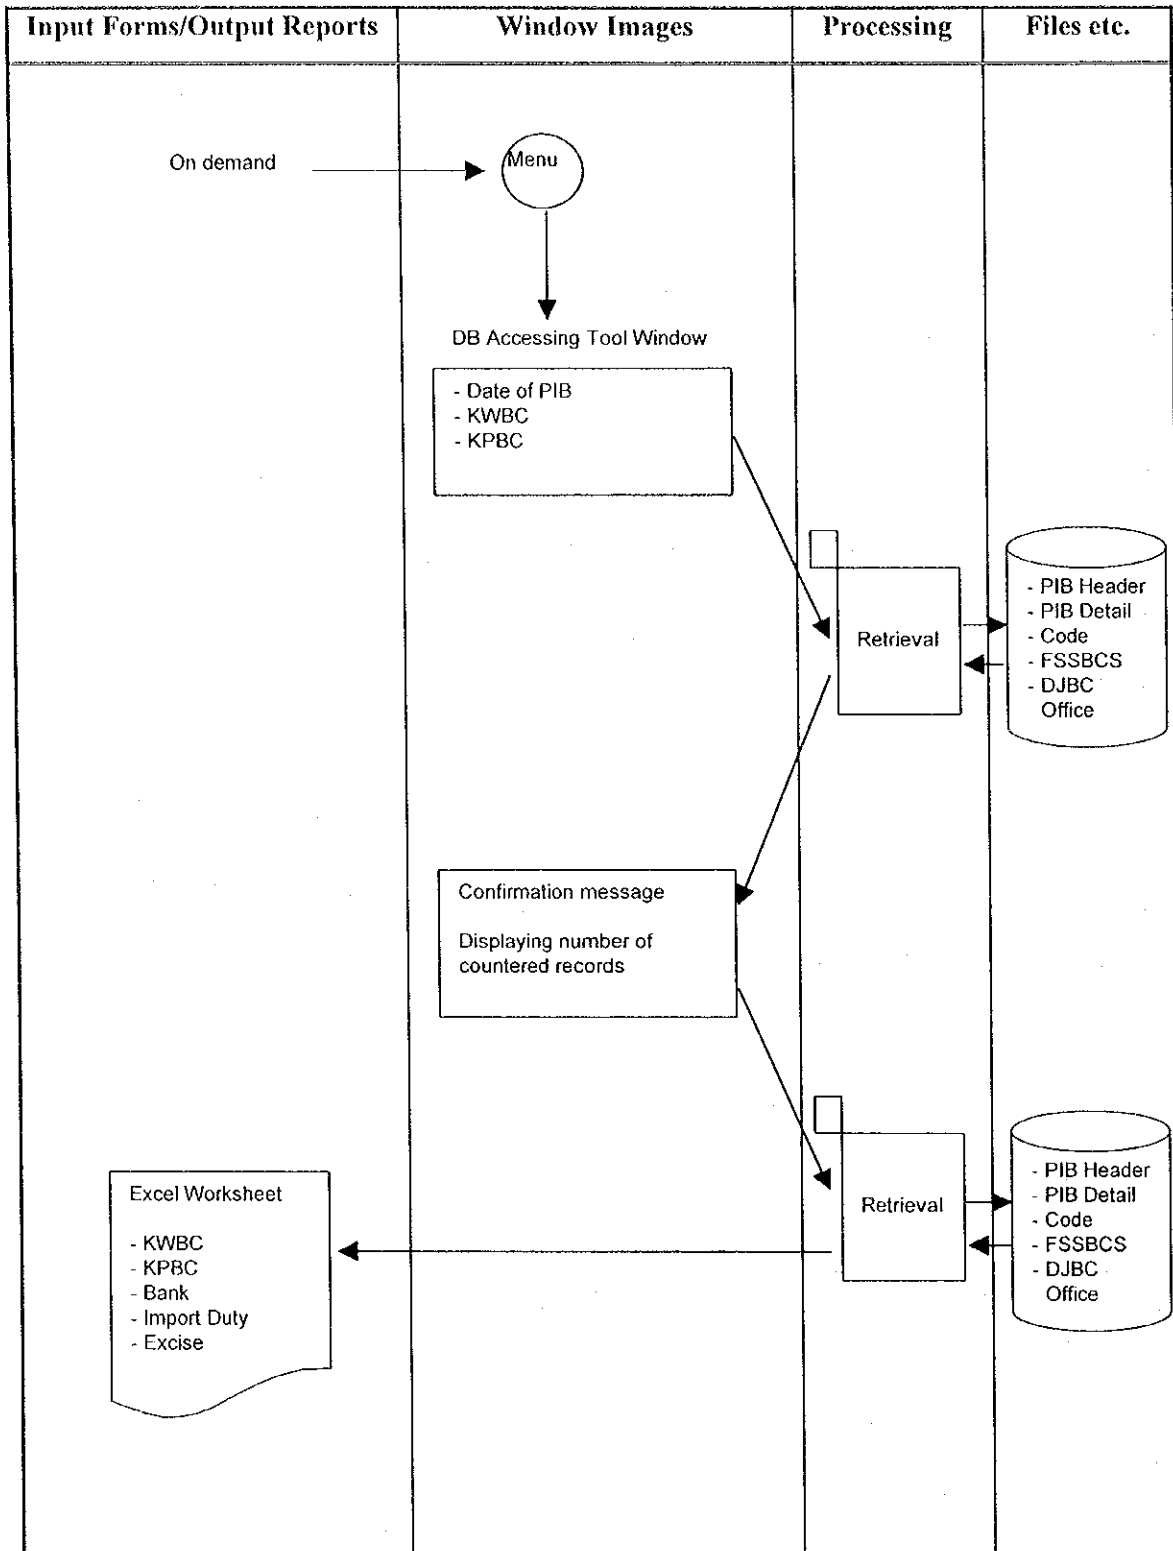 Input Forms/Output Reports
Window Images
Processing
Files etc.
On demand
Menu
DB Accessing Tool Window
- Date of PIB
- KWBC
- KPBC
Retrieval
- PIB Header
- PIB Detail
- Code
- FSSBCS
- DJBC
Office
Confirmation message
Displaying number of
countered records
Retrieval
- PIB Header
- PIB Detail
- Code
- FSSBCS
- DJBC
Office
Excel Worksheet
- KWBC
- KPBC
- Bank
- Import Duty
- Excise